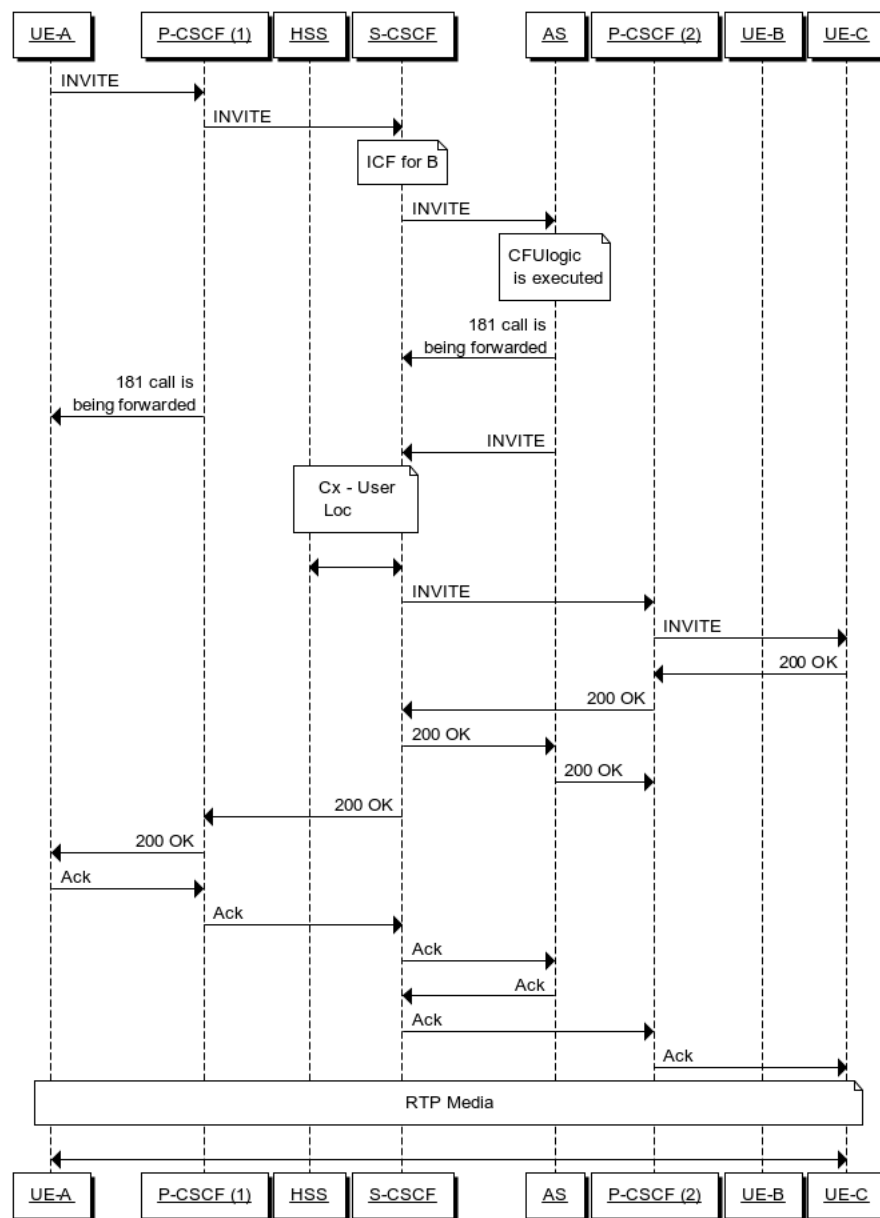 UE-A P-CSCF (1) HSS S-CSCF AS P-CSCF (2) UE-B UE-C
INVITE
INVITE
ICF for B
INVITE
CFUlogic
is executed
181 call is
being forwarded
181 call is
being forwarded
INVITE
Cx - User
Loc
INVITE
INVITE
200 OK
200 OK
200 OK
200 OK
200 OK
200 OK
Ack
Ack
Ack
Ack
Ack
Ack
RTP Media
UE-A P-CSCF (1) HSS S-CSCF AS P-CSCF (2) UE-B UE-C